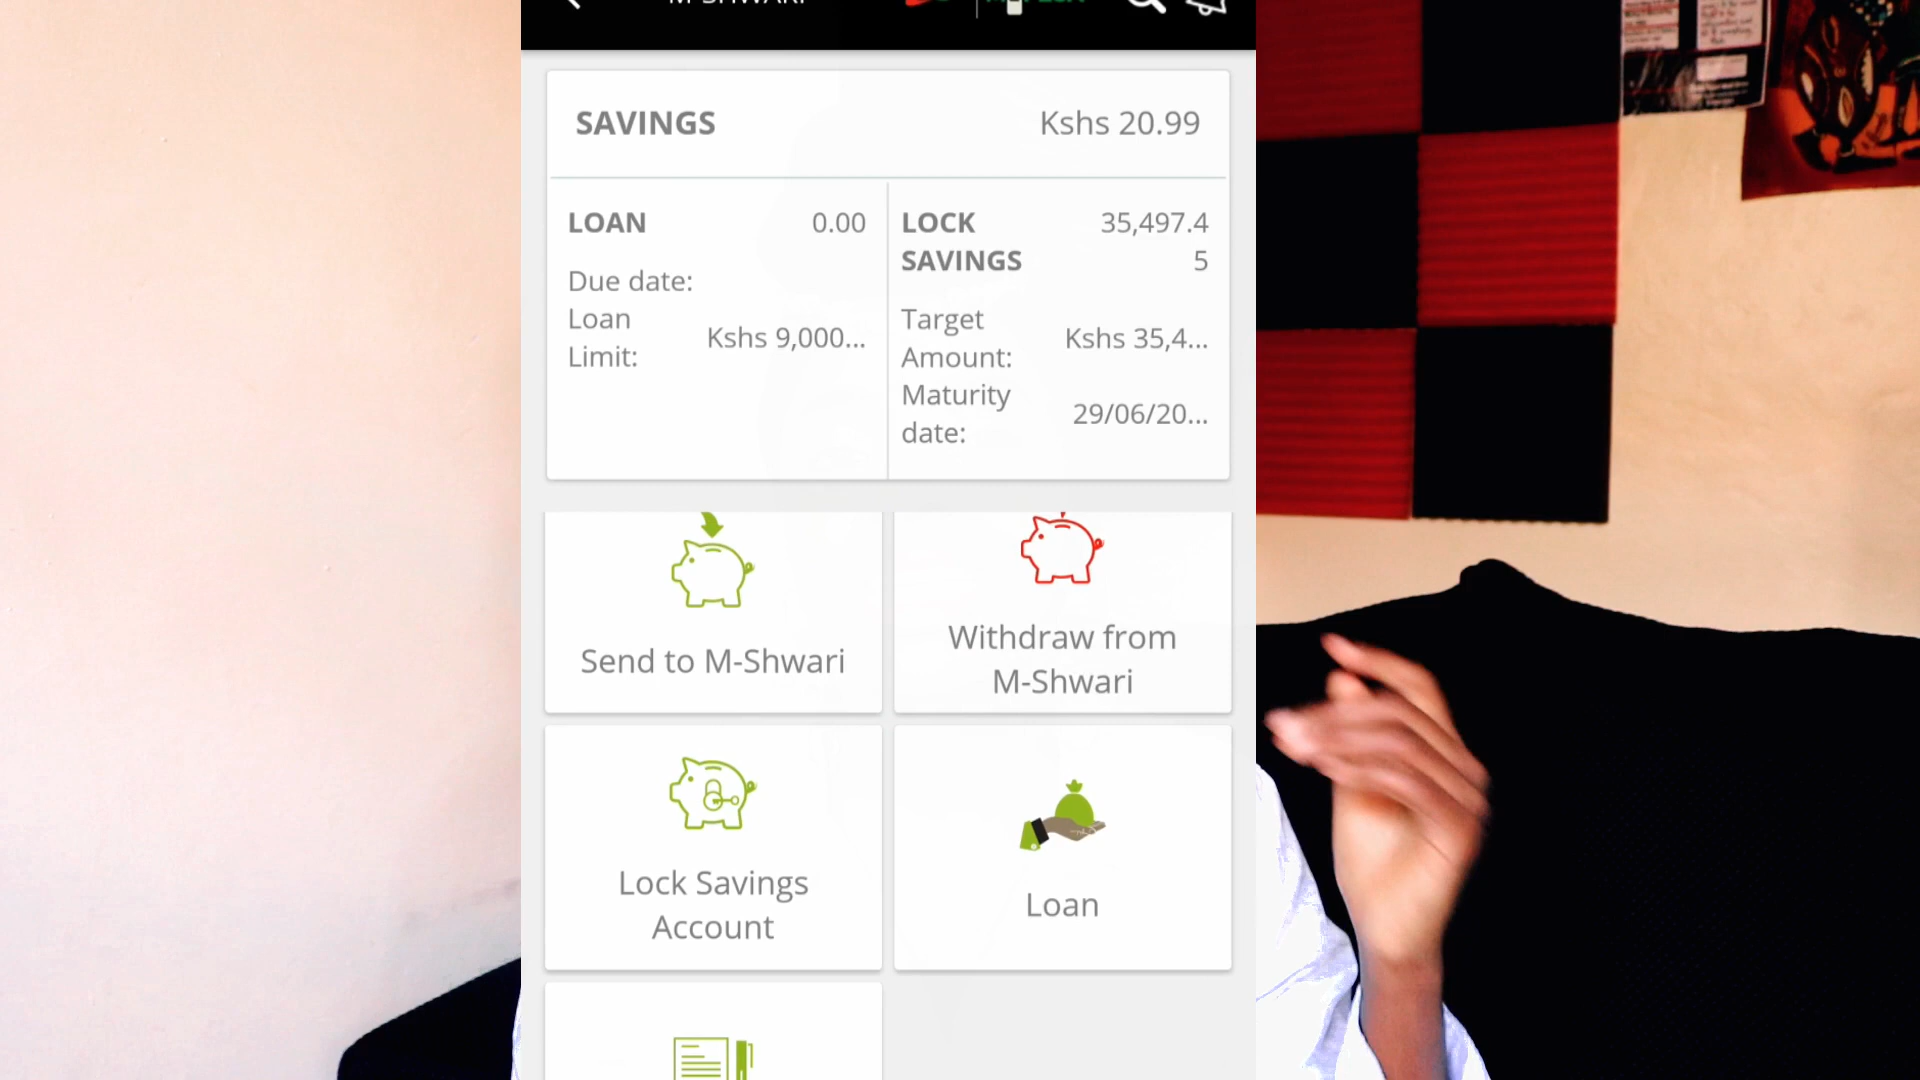 M-SHWARI
SAVINGS
Kshs 20.99
LOAN
0.00
Due date:
Loan
Limit:
Kshs 9,000...
LOCK
SAVINGS
35,497.4
5
Target
Amount:
Kshs 35,4...
Maturity
date:
29/06/20...
Send to M-Shwari
Withdraw from
M-Shwari
Lock Savings
Account
Loan